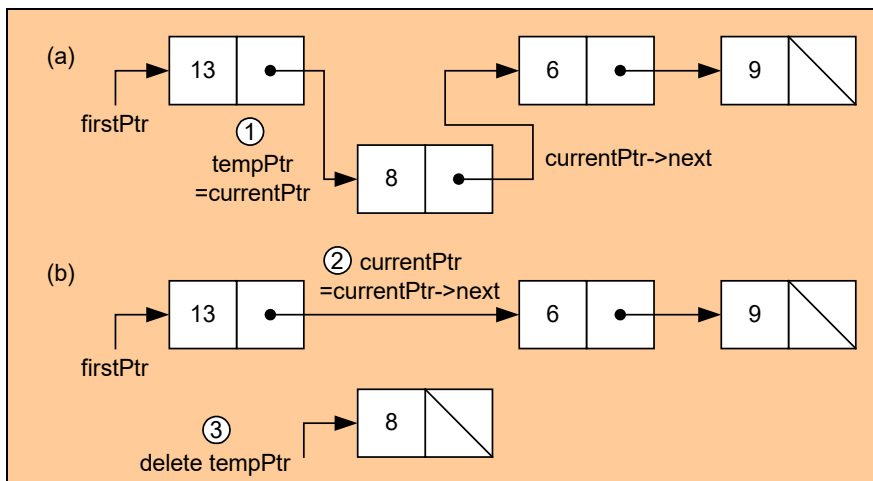 (a)
13
6
9
firstPtr
1
tempPtr
=currentPtr
8
currentPtr->next
(b)
2 currentPtr
=currentPtr->next
13
6
9
firstPtr
3
delete tempPtr
8